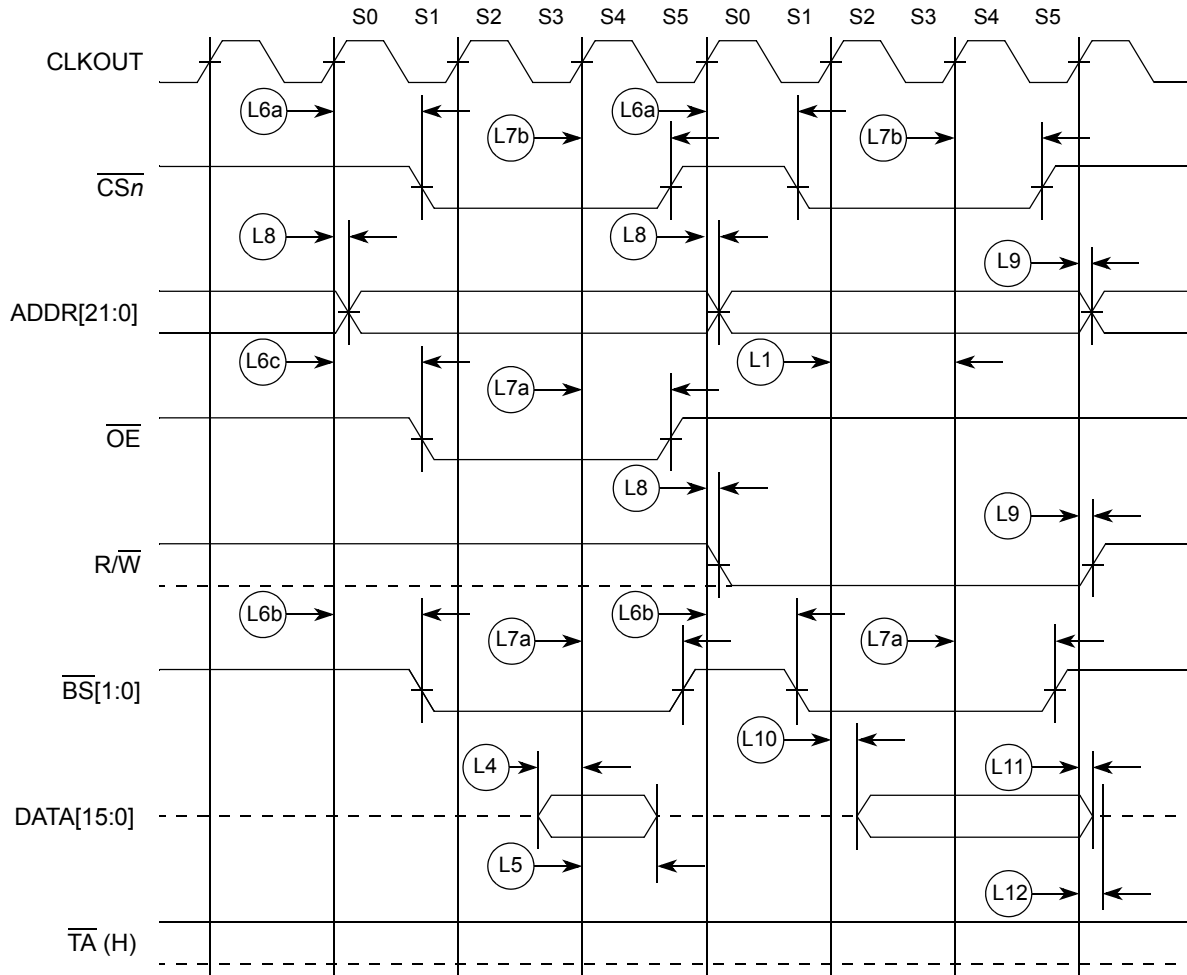 S0 S1 S2 S3 S4 S5 S0 S1 S2 S3 S4 S5
CLKOUT
L6a L6a
L7b L7b
CSn
L8 L8
L9
ADDR[21:0]
L6c L1
L7a
OE
L8
L9
R/W
L6b L6b
L7a L7a
BS[1:0]
L10
L4 L11
DATA[15:0]
L5
L12
TA (H)